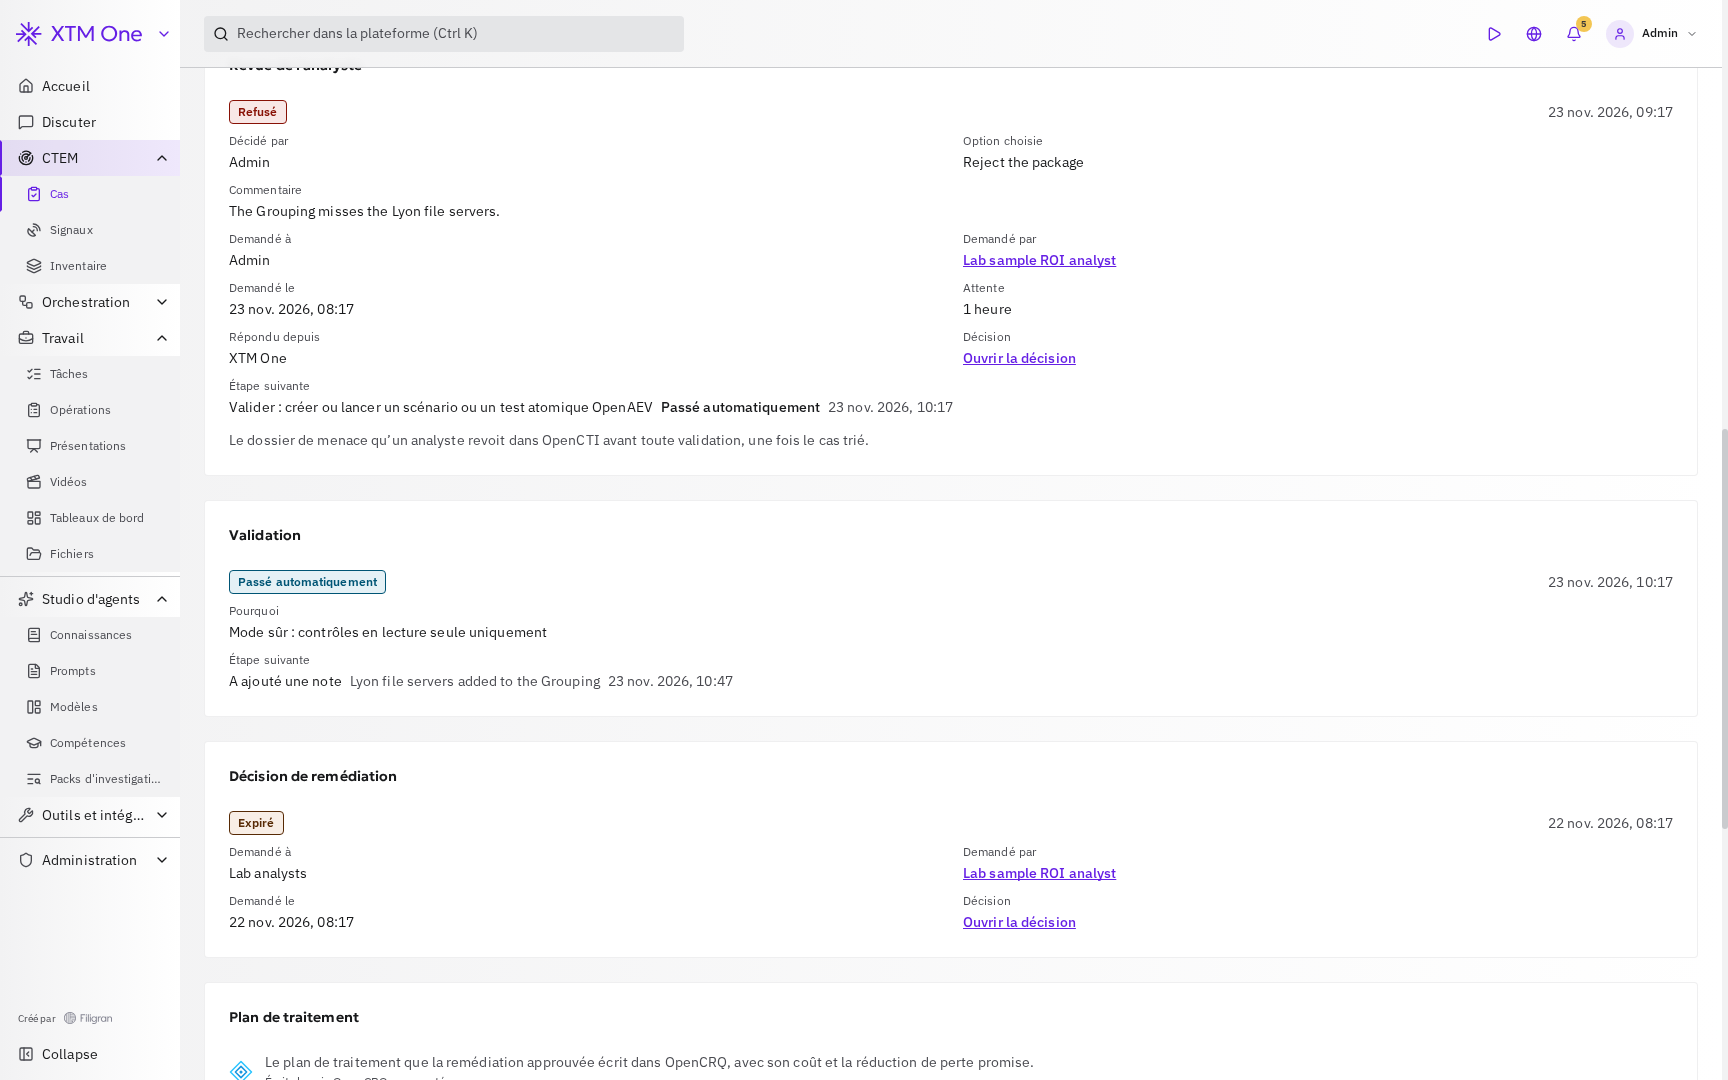 XTM One
Rechercher dans la plateforme (Ctrl K)
5
Admin
Accueil
Discuter
CTEM
Cas
Signaux
Inventaire
Orchestration
Travail
Tâches
Opérations
Présentations
Vidéos
Tableaux de bord
Fichiers
Studio d'agents
Connaissances
Prompts
Modèles
Compétences
Packs d'investigati...
Outils et intég...
Administration
Créé par Filigran
Collapse
Revue de l'analyste
Refusé
23 nov. 2026, 09:17
Décidé par
Admin
Option choisie
Reject the package
Commentaire
The Grouping misses the Lyon file servers.
Demandé à
Admin
Demandé par
Lab sample ROI analyst
Demandé le
23 nov. 2026, 08:17
Attente
1 heure
Répondu depuis
XTM One
Décision
Ouvrir la décision
Étape suivante
Valider : créer ou lancer un scénario ou un test atomique OpenAEV Passé automatiquement 23 nov. 2026, 10:17
Le dossier de menace qu’un analyste revoit dans OpenCTI avant toute validation, une fois le cas trié.
Validation
Passé automatiquement
23 nov. 2026, 10:17
Pourquoi
Mode sûr : contrôles en lecture seule uniquement
Étape suivante
A ajouté une note Lyon file servers added to the Grouping 23 nov. 2026, 10:47
Décision de remédiation
Expiré
22 nov. 2026, 08:17
Demandé à
Lab analysts
Demandé par
Lab sample ROI analyst
Demandé le
22 nov. 2026, 08:17
Décision
Ouvrir la décision
Plan de traitement
Le plan de traitement que la remédiation approuvée écrit dans OpenCRQ, avec son coût et la réduction de perte promise.